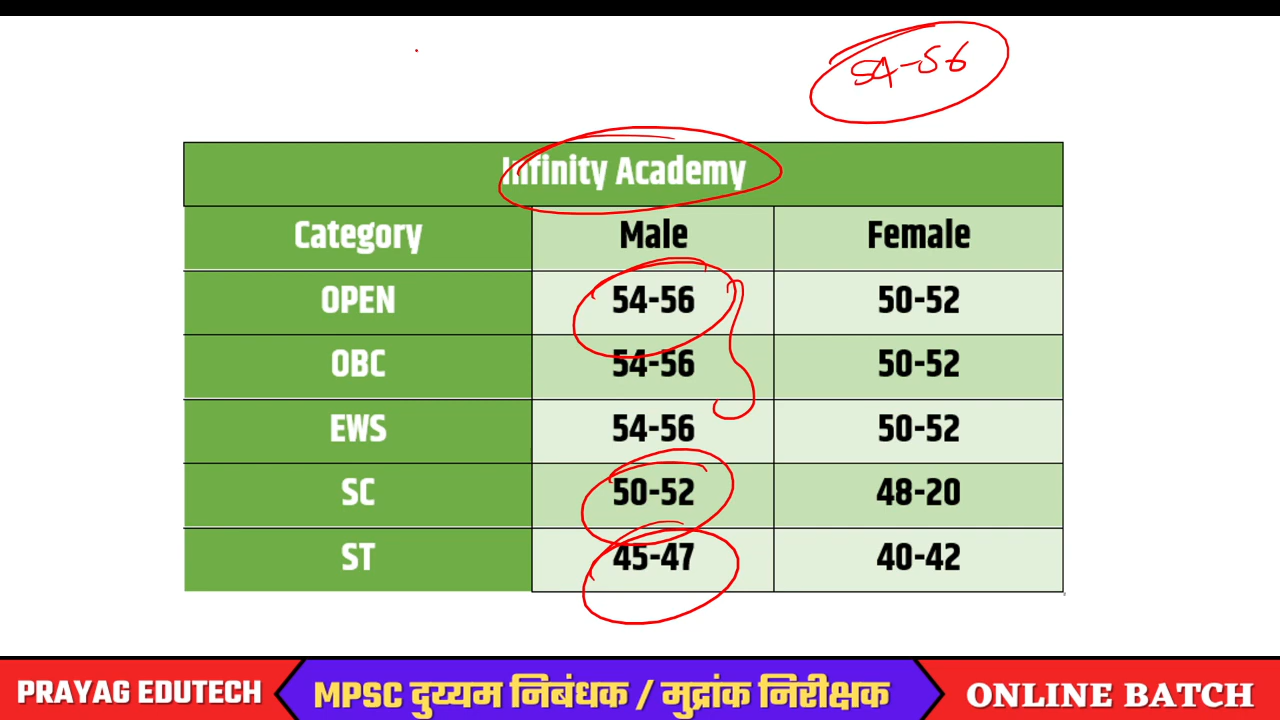 54-56
Infinity Academy
Category Male Female
OPEN 54-56 50-52
OBC 54-56 50-52
EWS 54-56 50-52
SC 50-52 48-20
ST 45-47 40-42
PRAYAG EDUTECH MPSC दुय्यम निबंधक / मुद्रांक निरीक्षक ONLINE BATCH